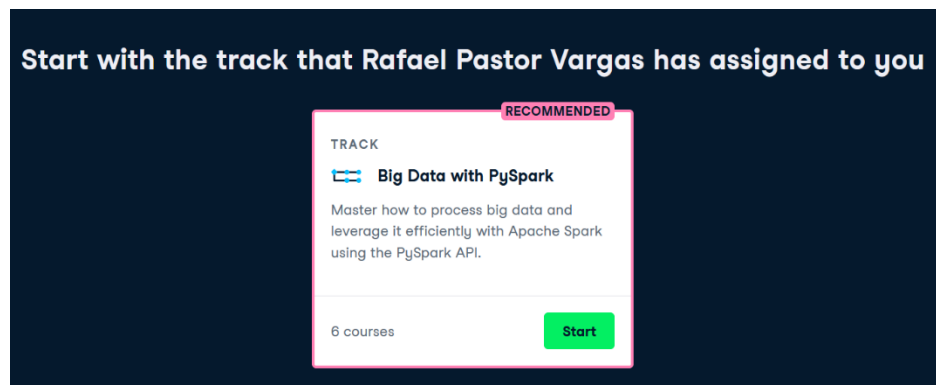 Start with the track that Rafael Pastor Vargas has assigned to you
RECOMMENDED
TRACK
Big Data with PySpark
Master how to process big data and
leverage it efficiently with Apache Spark
using the PySpark API.
6 courses
Start